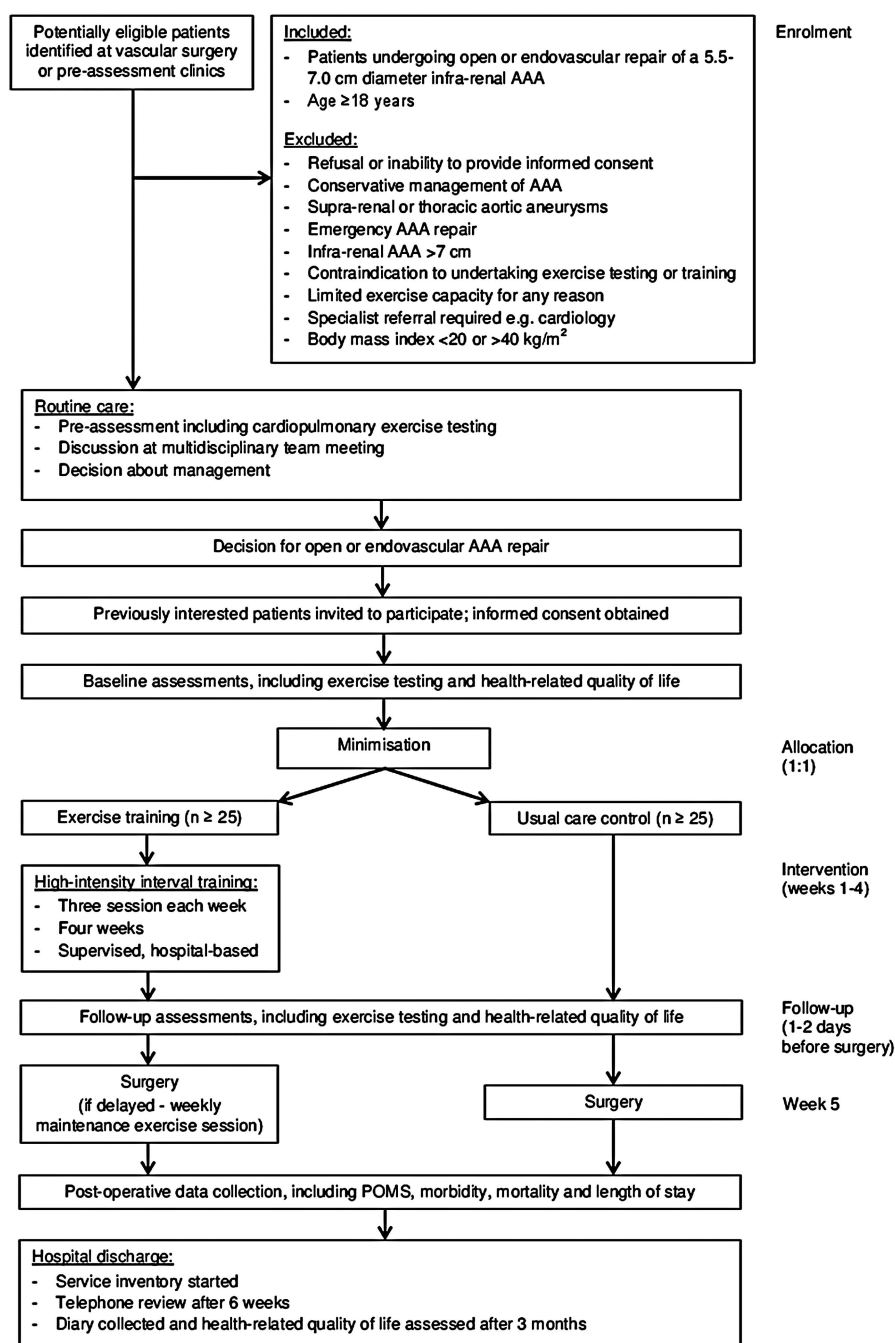 Potentially eligible patients
identified at vascular surgery
or pre-assessment clinics
Included:
- Patients undergoing open or endovascular repair of a 5.5-
7.0 cm diameter infra-renal AAA
- Age ≥18 years
Excluded:
- Refusal or inability to provide informed consent
- Conservative management of AAA
- Supra-renal or thoracic aortic aneurysms
- Emergency AAA repair
- Infra-renal AAA >7 cm
- Contraindication to undertaking exercise testing or training
- Limited exercise capacity for any reason
- Specialist referral required e.g. cardiology
- Body mass index <20 or >40 kg/m²
Enrolment
Routine care:
- Pre-assessment including cardiopulmonary exercise testing
- Discussion at multidisciplinary team meeting
- Decision about management
Decision for open or endovascular AAA repair
Previously interested patients invited to participate; informed consent obtained
Baseline assessments, including exercise testing and health-related quality of life
Minimisation
Allocation
(1:1)
Exercise training (n ≥ 25)
Usual care control (n ≥ 25)
High-intensity interval training:
- Three session each week
- Four weeks
- Supervised, hospital-based
Intervention
(weeks 1-4)
Follow-up assessments, including exercise testing and health-related quality of life
Follow-up
(1-2 days
before surgery)
Surgery
(if delayed - weekly
maintenance exercise session)
Surgery
Week 5
Post-operative data collection, including POMS, morbidity, mortality and length of stay
Hospital discharge:
- Service inventory started
- Telephone review after 6 weeks
- Diary collected and health-related quality of life assessed after 3 months